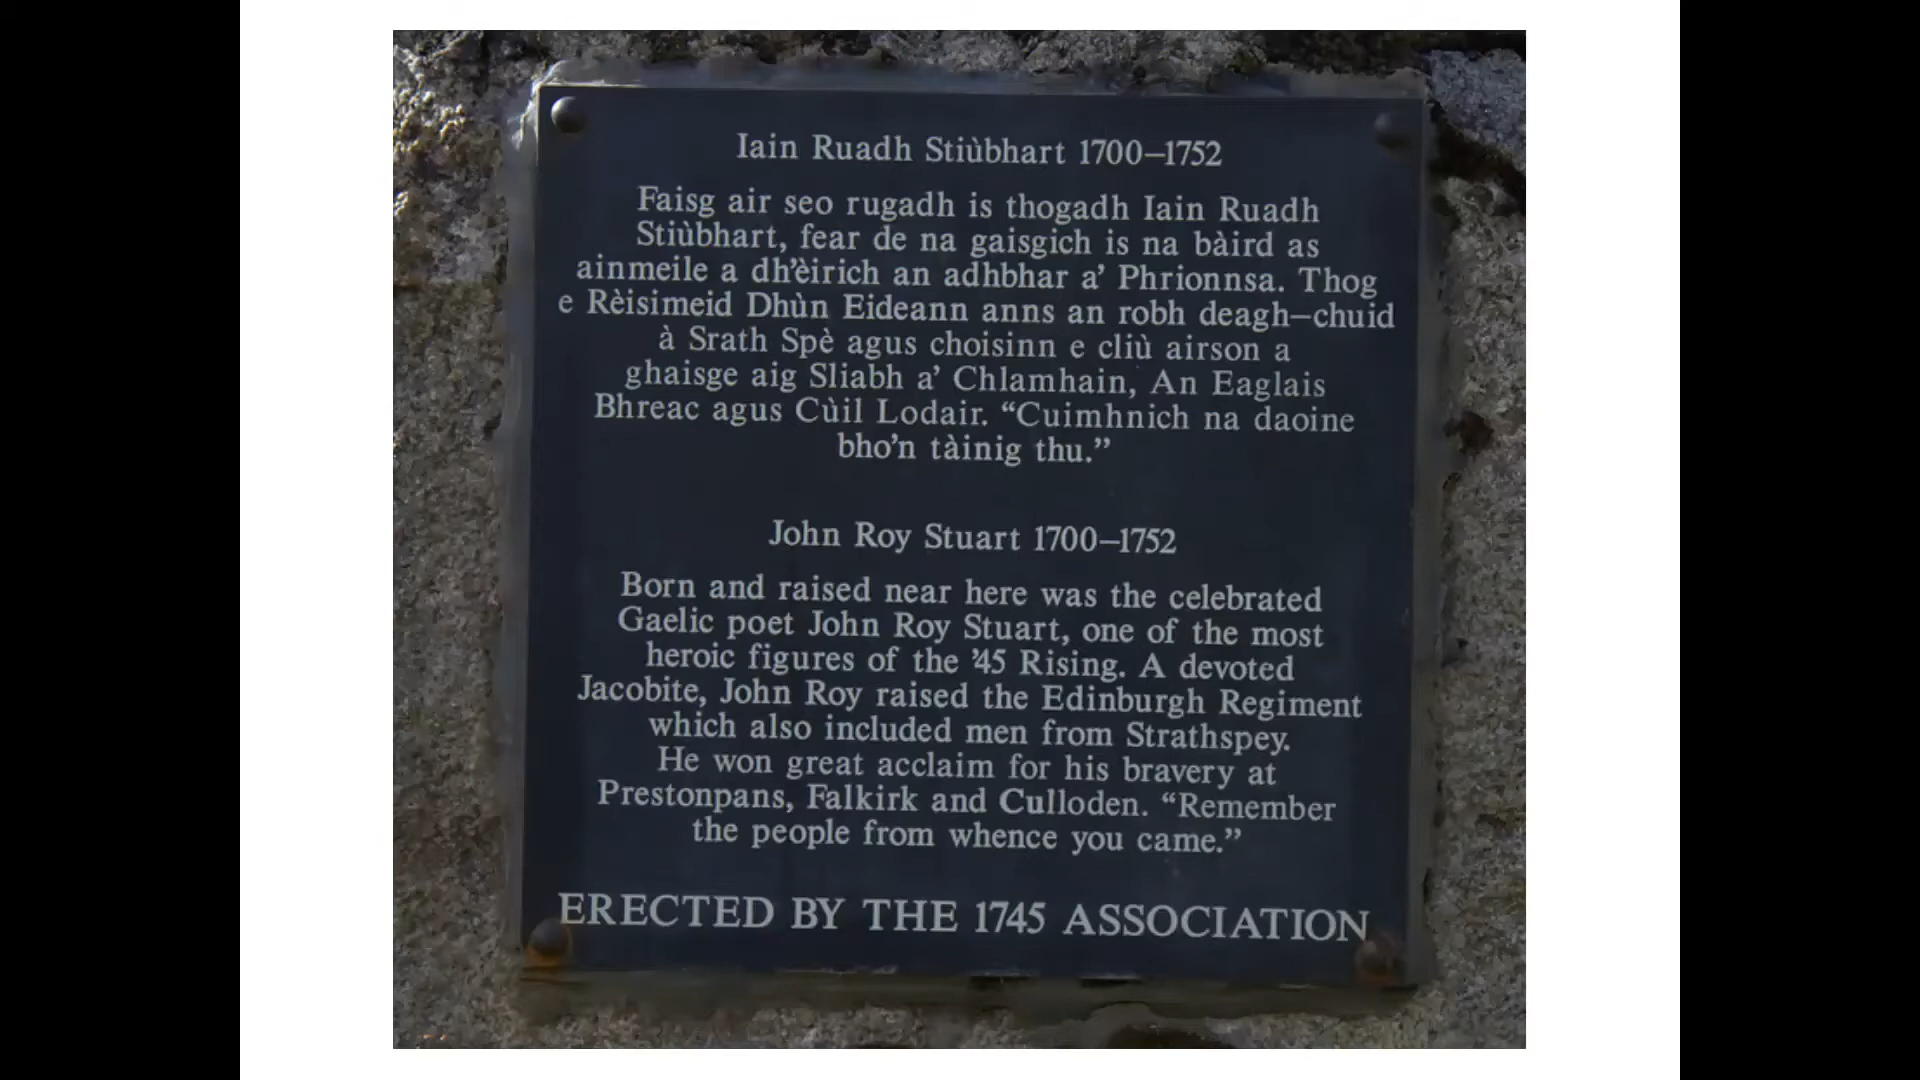 Iain Ruadh Stiùbhart 1700–1752
Faisg air seo rugadh is thogadh Iain Ruadh
Stiùbhart, fear de na gaisgich is na bàird as
ainmeile a dh’èirich an adhbhar a’ Phrionnsa. Thog
e Rèisimeid Dhùn Eideann anns an robh deagh–chuid
à Srath Spè agus choisinn e cliù airson a
ghaisge aig Sliabh a’ Chlamhain, An Eaglais
Bhreac agus Cùil Lodair. “Cuimhnich na daoine
bho’n tàinig thu.”
John Roy Stuart 1700–1752
Born and raised near here was the celebrated
Gaelic poet John Roy Stuart, one of the most
heroic figures of the ’45 Rising. A devoted
Jacobite, John Roy raised the Edinburgh Regiment
which also included men from Strathspey.
He won great acclaim for his bravery at
Prestonpans, Falkirk and Culloden. “Remember
the people from whence you came.”
ERECTED BY THE 1745 ASSOCIATION